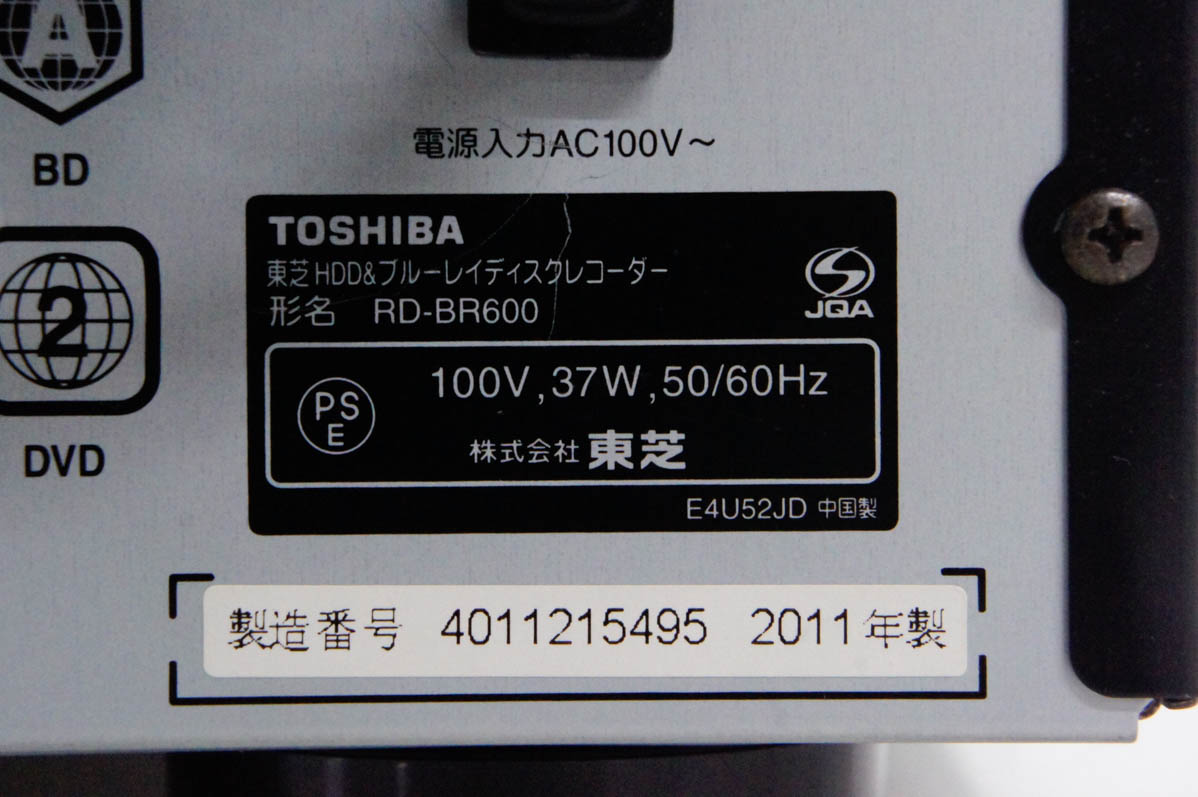 A
BD
2
DVD
電源入力AC100V～
TOSHIBA
東芝HDD&ブルーレイディスクレコーダー
形名 RD-BR600
JQA
PS
E
100V,37W,50/60Hz
株式会社 東芝
E4U52JD 中国製
製造番号 4011215495 2011年製